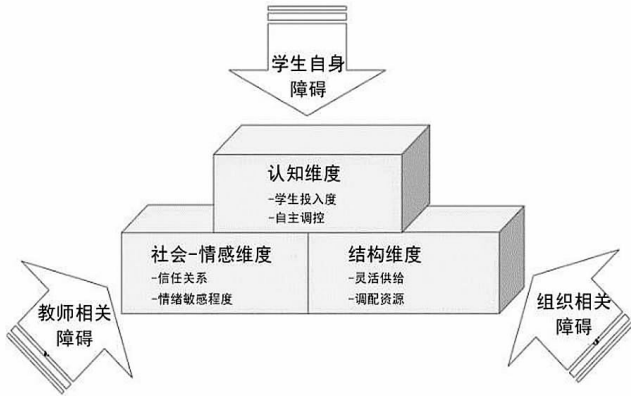 学生自身
障碍
认知维度
-学生投入度
-自主调控
社会-情感维度
-信任关系
-情绪敏感程度
结构维度
-灵活供给
-调配资源
教师相关
障碍
组织相关
障碍